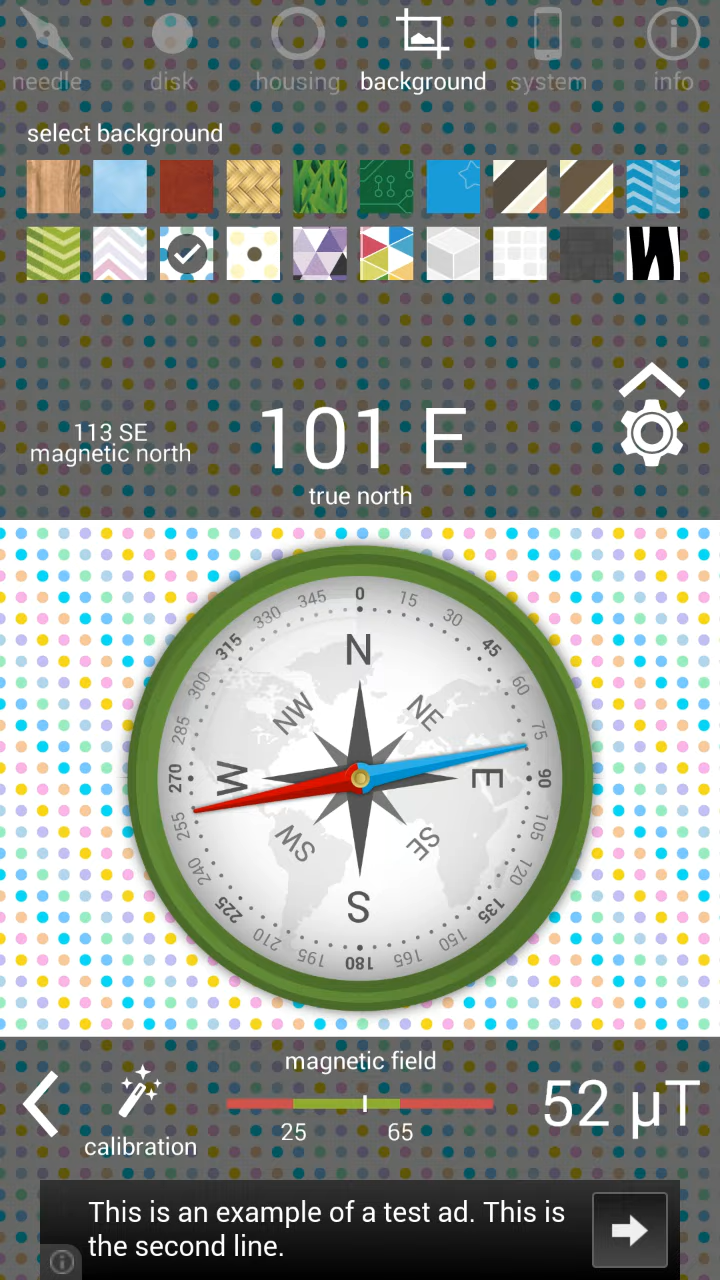 needle
disk
housing
background
system
info
select background
113 SE
magnetic north
101 E
true north
0
15
30
45
60
75
90
105
120
135
150
165
180
195
210
225
240
255
270
285
300
315
330
345
N
NE
E
SE
S
SW
W
NW
magnetic field
25
65
52 µT
calibration
This is an example of a test ad. This is
the second line.